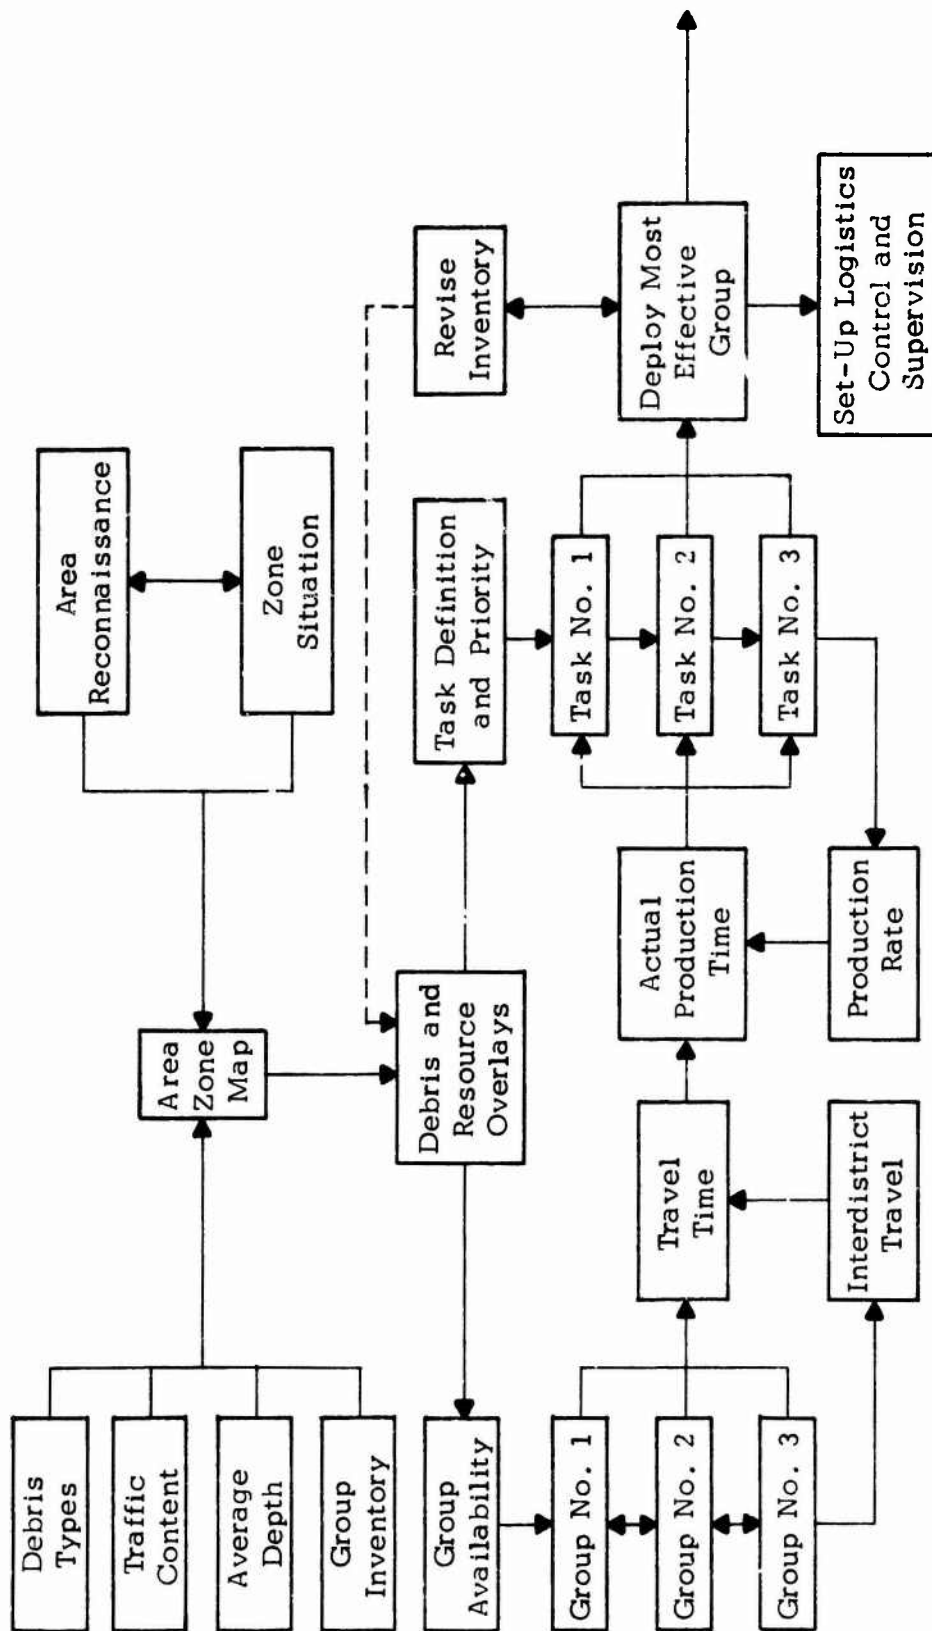 Debris
Types
Traffic
Content
Average
Depth
Group
Inventory
Area
Zone
Map
Area
Reconnaissance
Zone
Situation
Group
Availability
Debris and
Resource
Overlays
Task Definition
and Priority
Revise
Inventory
Group No. 1
Group No. 2
Group No. 3
Travel
Time
Interdistrict
Travel
Actual
Production
Time
Production
Rate
Task No. 1
Task No. 2
Task No. 3
Deploy Most
Effective
Group
Set-Up Logistics
Control and
Supervision